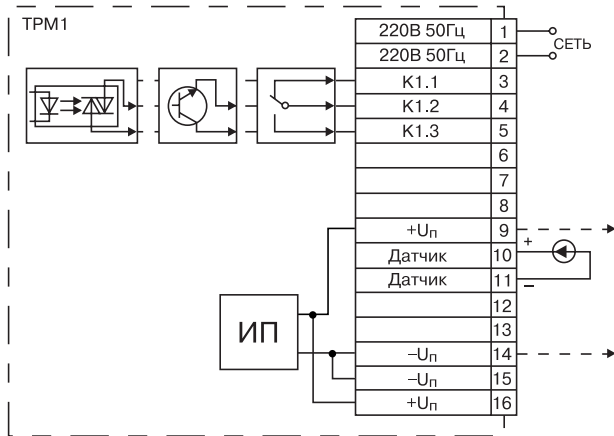 ТРМ1
220В 50Гц 1
220В 50Гц 2
СЕТЬ
К1.1 3
К1.2 4
К1.3 5
6
7
8
+Uп 9
+
Датчик 10
Датчик 11
−
12
13
ИП
−Uп 14
−Uп 15
+Uп 16